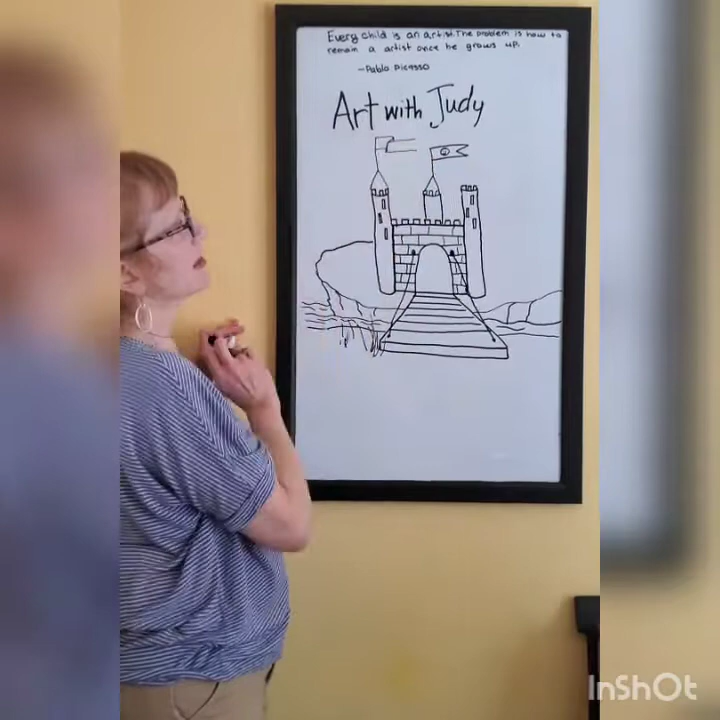 Every child is an artist. The problem is how to
remain a artist once he grows up.
-Pablo Picasso
Art with Judy
InShOt